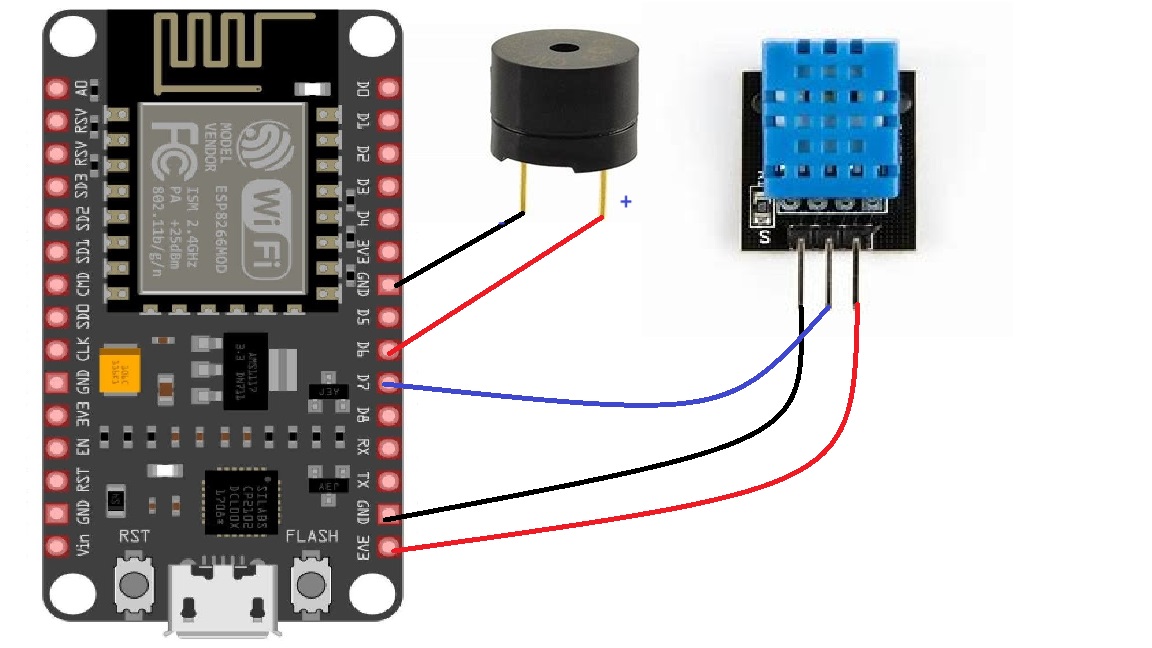 A0
RSV
RSV
SD3
SD2
SD1
CMD
SD0
CLK
GND
3V3
EN
RST
GND
Vin
D0
D1
D2
D3
D4
3V3
GND
D5
D6
D7
D8
RX
TX
GND
3V3
MODEL
VENDOR
ESP8266MOD
WiFi
FC
ISM 2.4GHz
PA +25dBm
802.11b/g/n
AMS1117
3.3
SILABS
CP2102
DCL00X
RST
FLASH
+
S